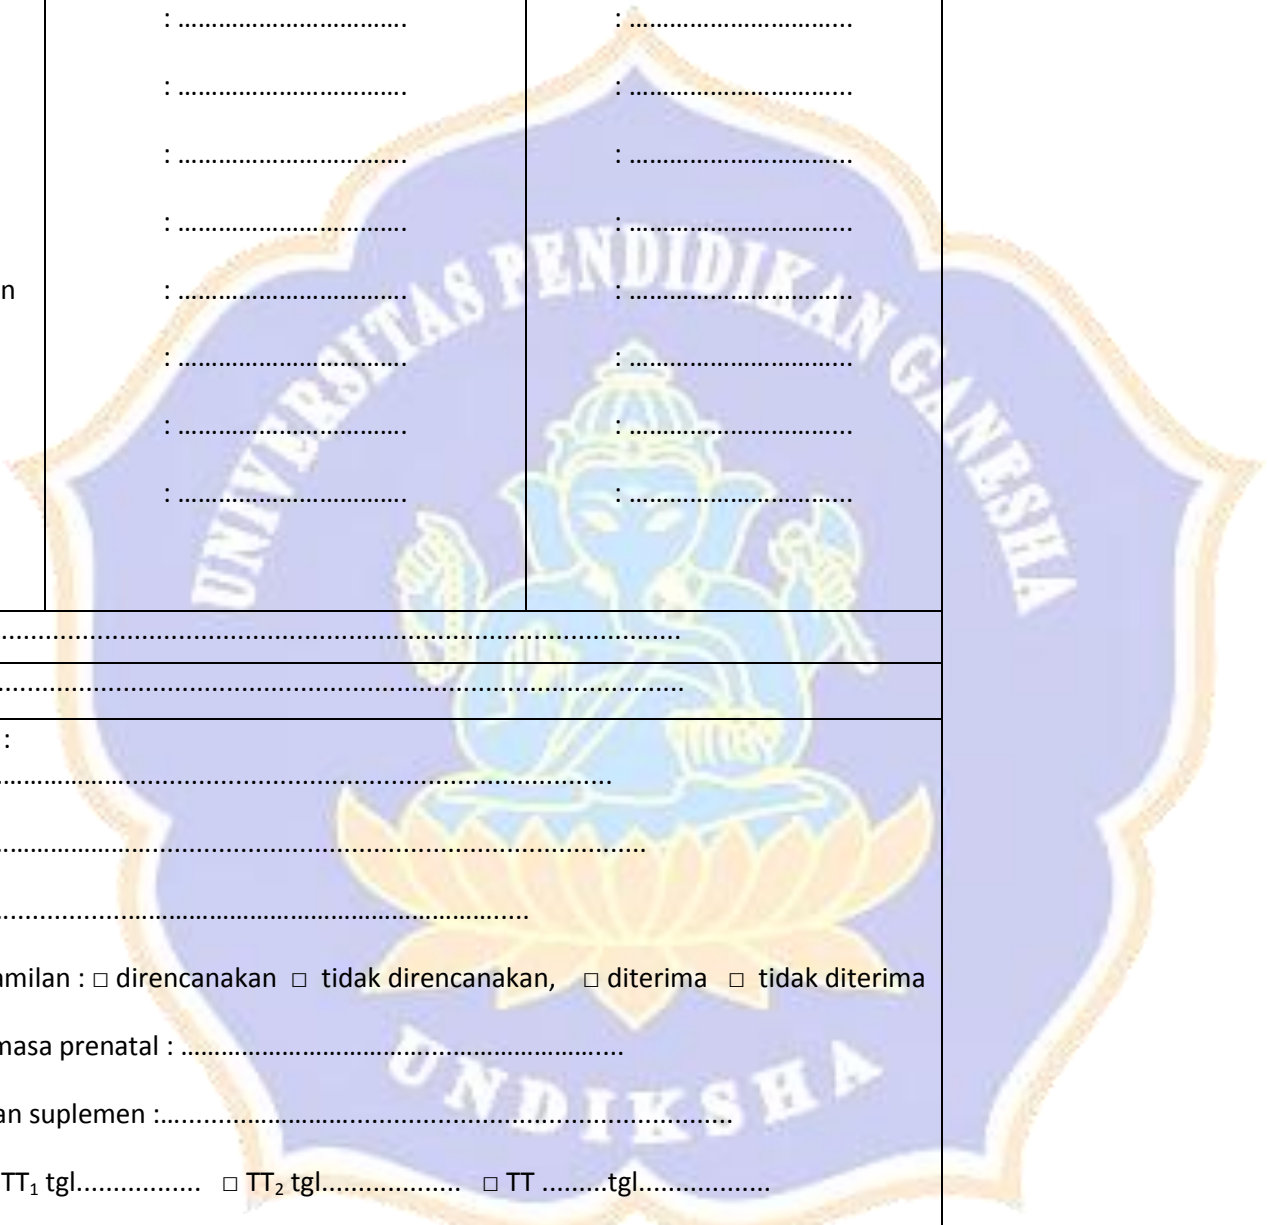 : .................................. : .................................
: .................................. : .................................
: .................................. : .................................
: .................................. : .................................
n : .................................. : .................................
: .................................. : .................................
: .................................. : .................................
: .................................. : .................................
UNIVERSITAS PENDIDIKAN GANESHA
.....................................................................................................
.....................................................................................................
:
...........................................................................................
................................................................................................
...............................................................................
amilan : □ direncanakan □ tidak direncanakan, □ diterima □ tidak diterima
masa prenatal : ..................................................................
an suplemen :.....................................................................................
TT₁ tgl................. □ TT₂ tgl................... □ TT .........tgl..................
UNDIKSHA